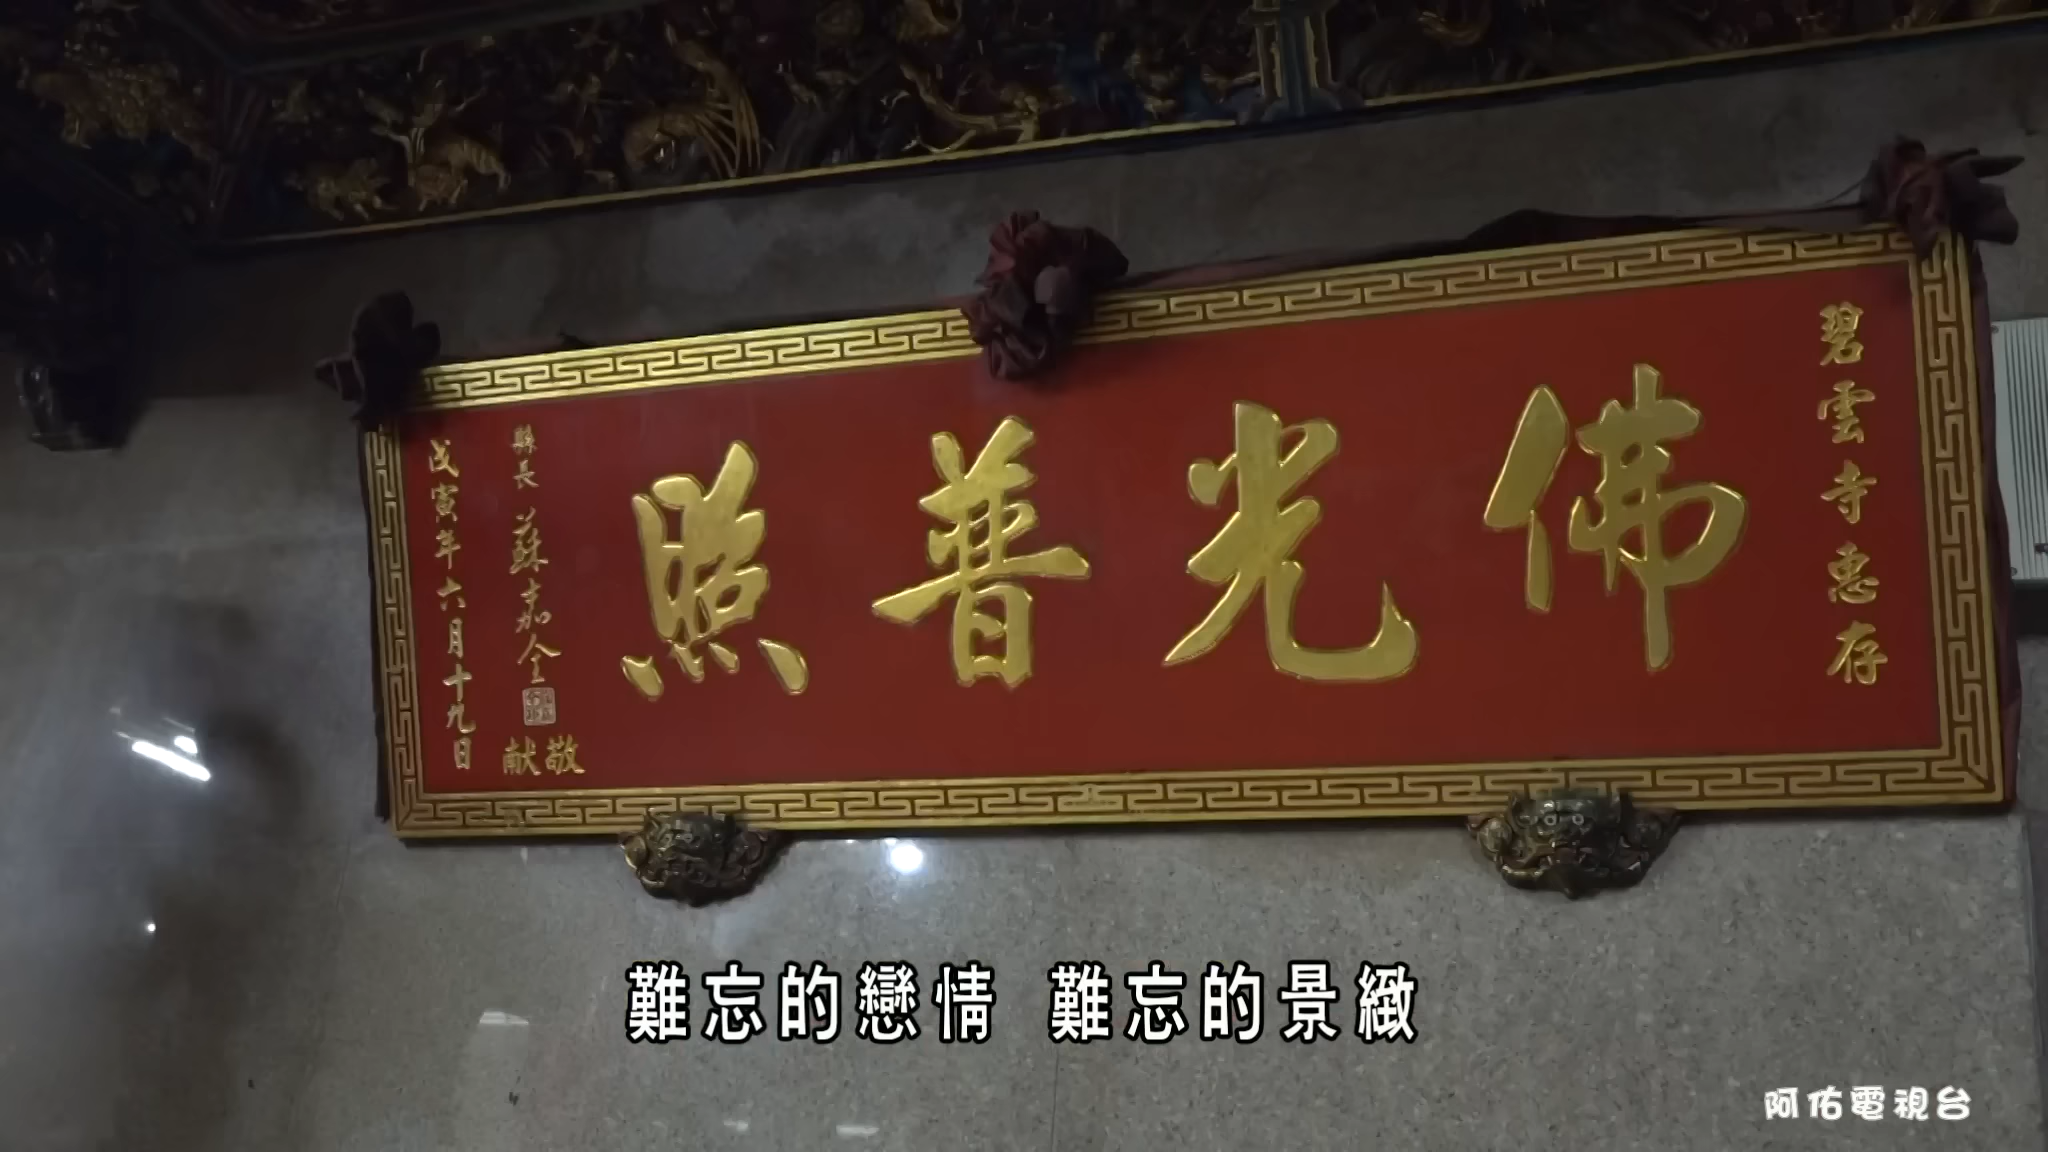 碧雲寺惠存
佛光普照
縣長 蘇嘉全
敬献
戊寅年六月十九日
難忘的戀情 難忘的景緻
阿佑電視台